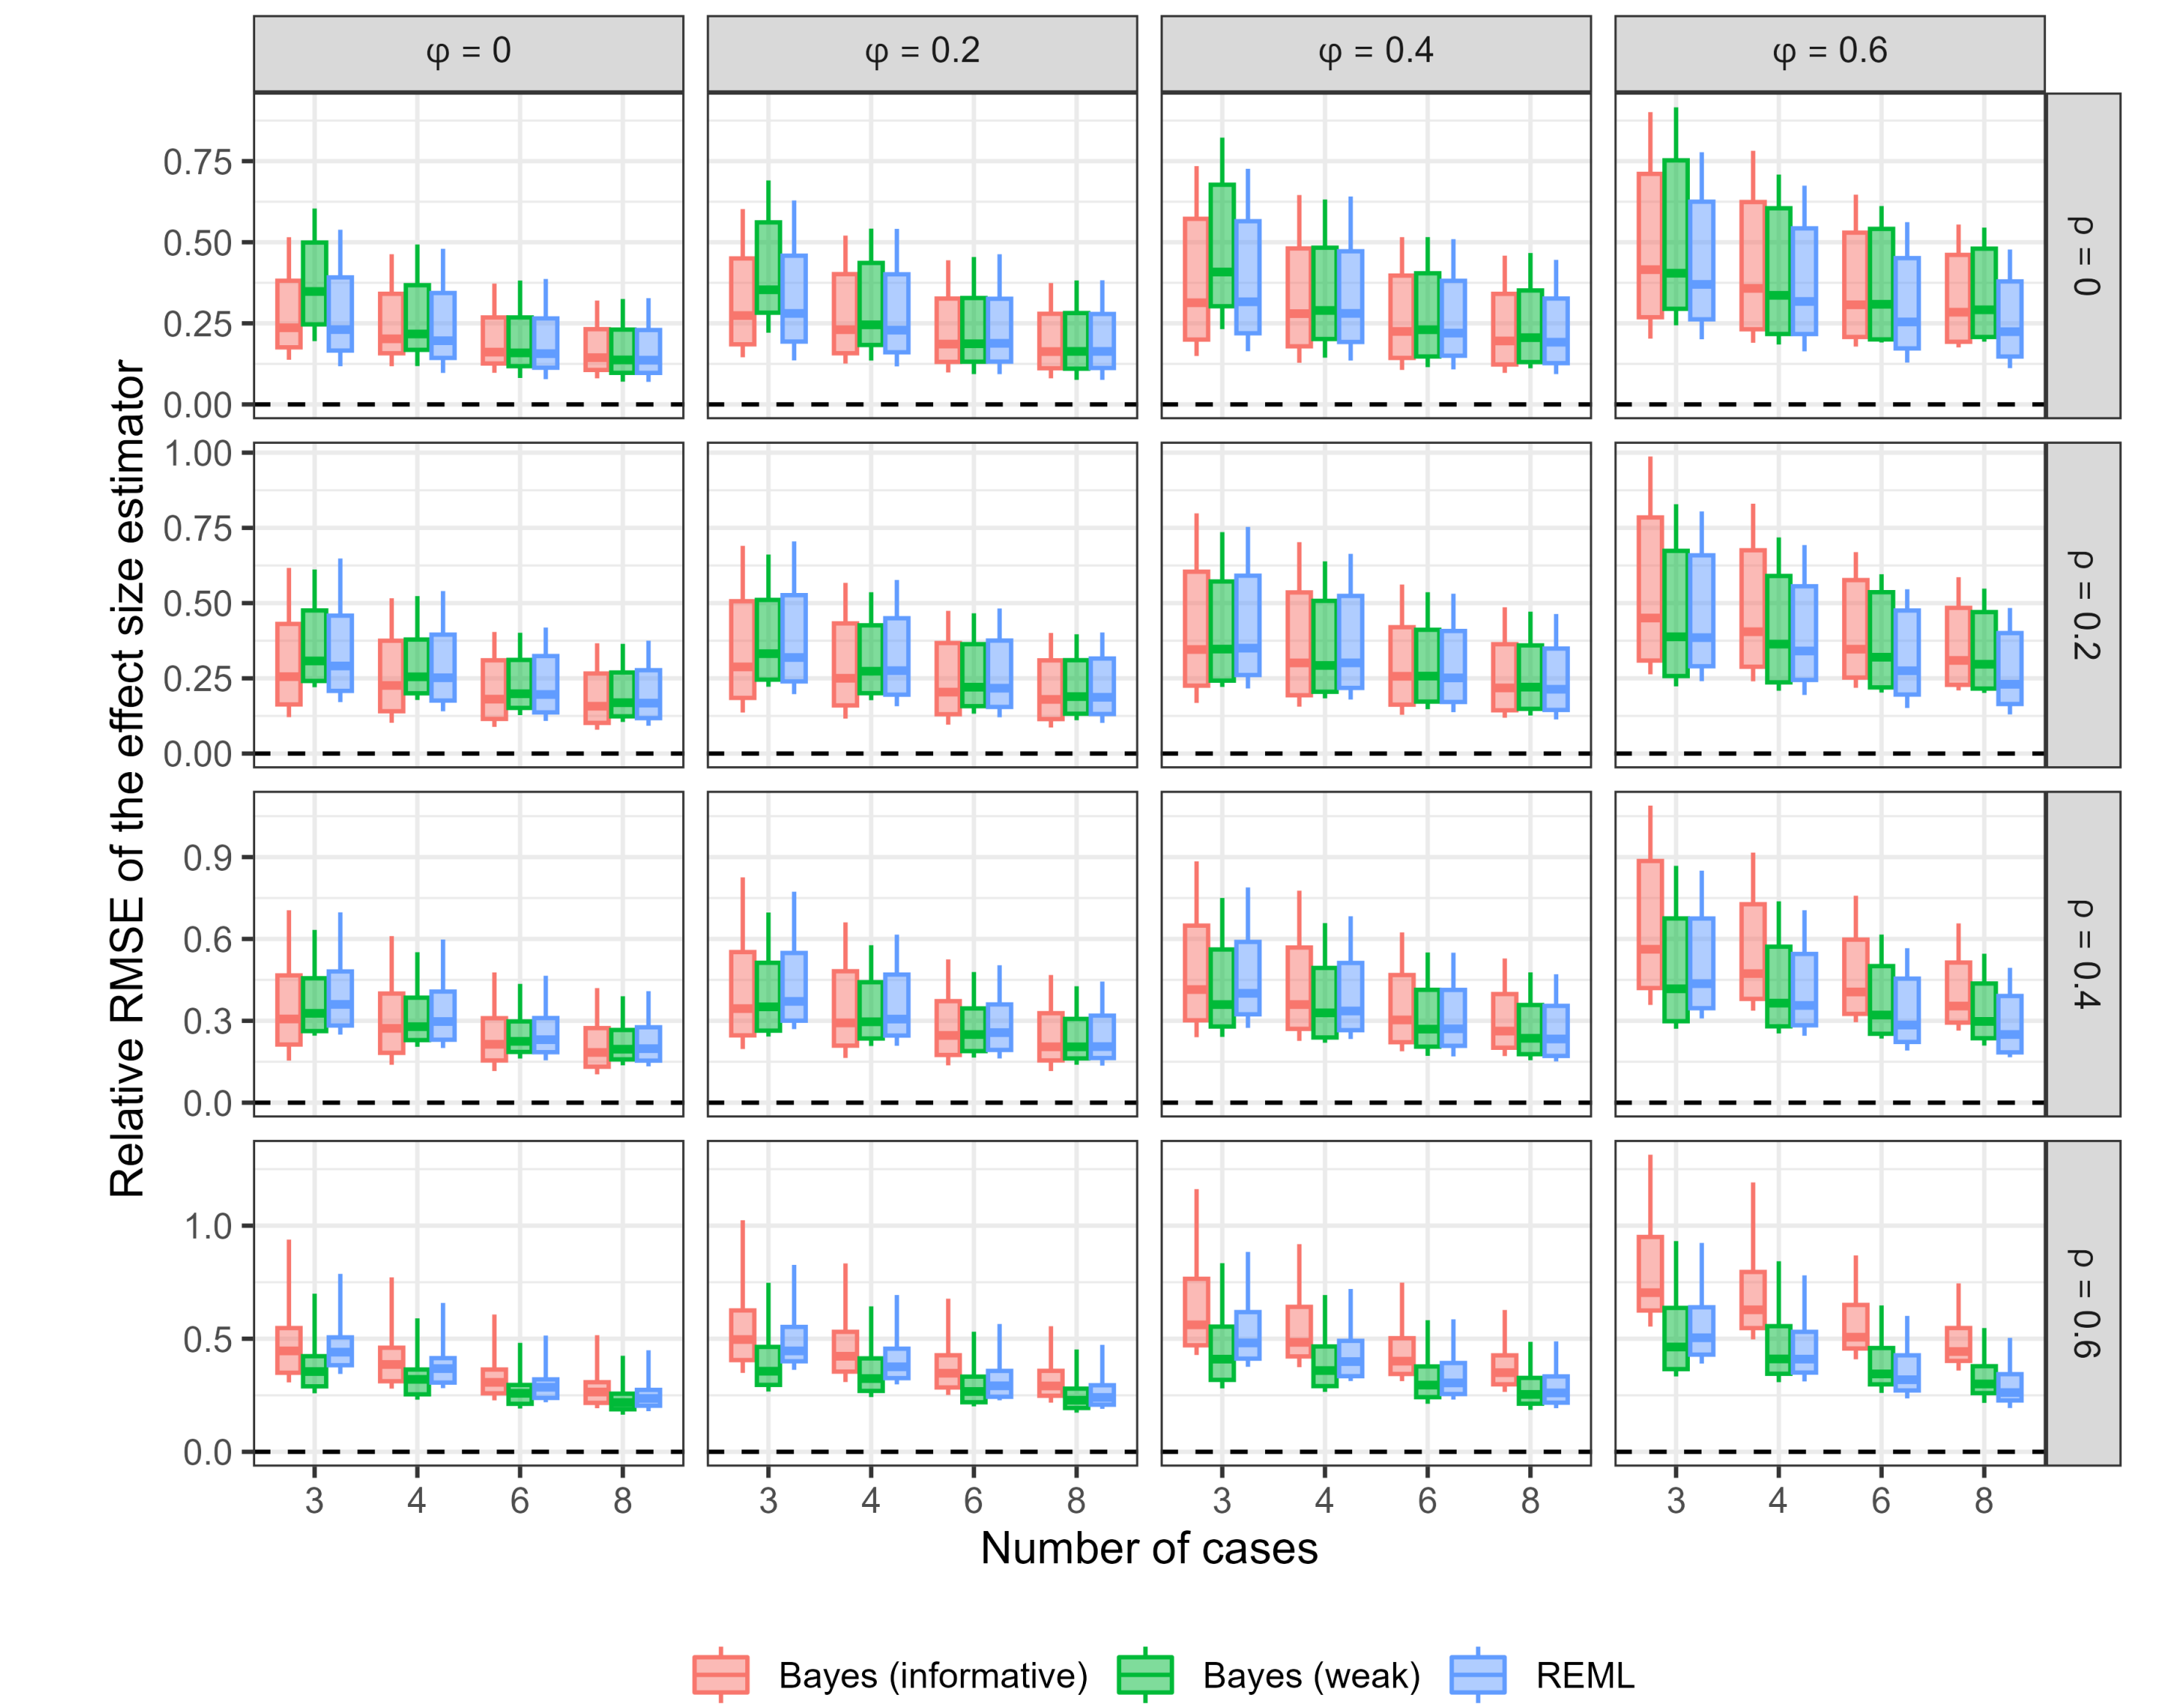 φ = 0
φ = 0.2
φ = 0.4
φ = 0.6
Relative RMSE of the effect size estimator
0.75
0.50
0.25
0.00
ρ = 0
1.00
0.75
0.50
0.25
0.00
ρ = 0.2
0.9
0.6
0.3
0.0
ρ = 0.4
1.0
0.5
0.0
ρ = 0.6
3 4 6 8
3 4 6 8
3 4 6 8
3 4 6 8
Number of cases
Bayes (informative)
Bayes (weak)
REML